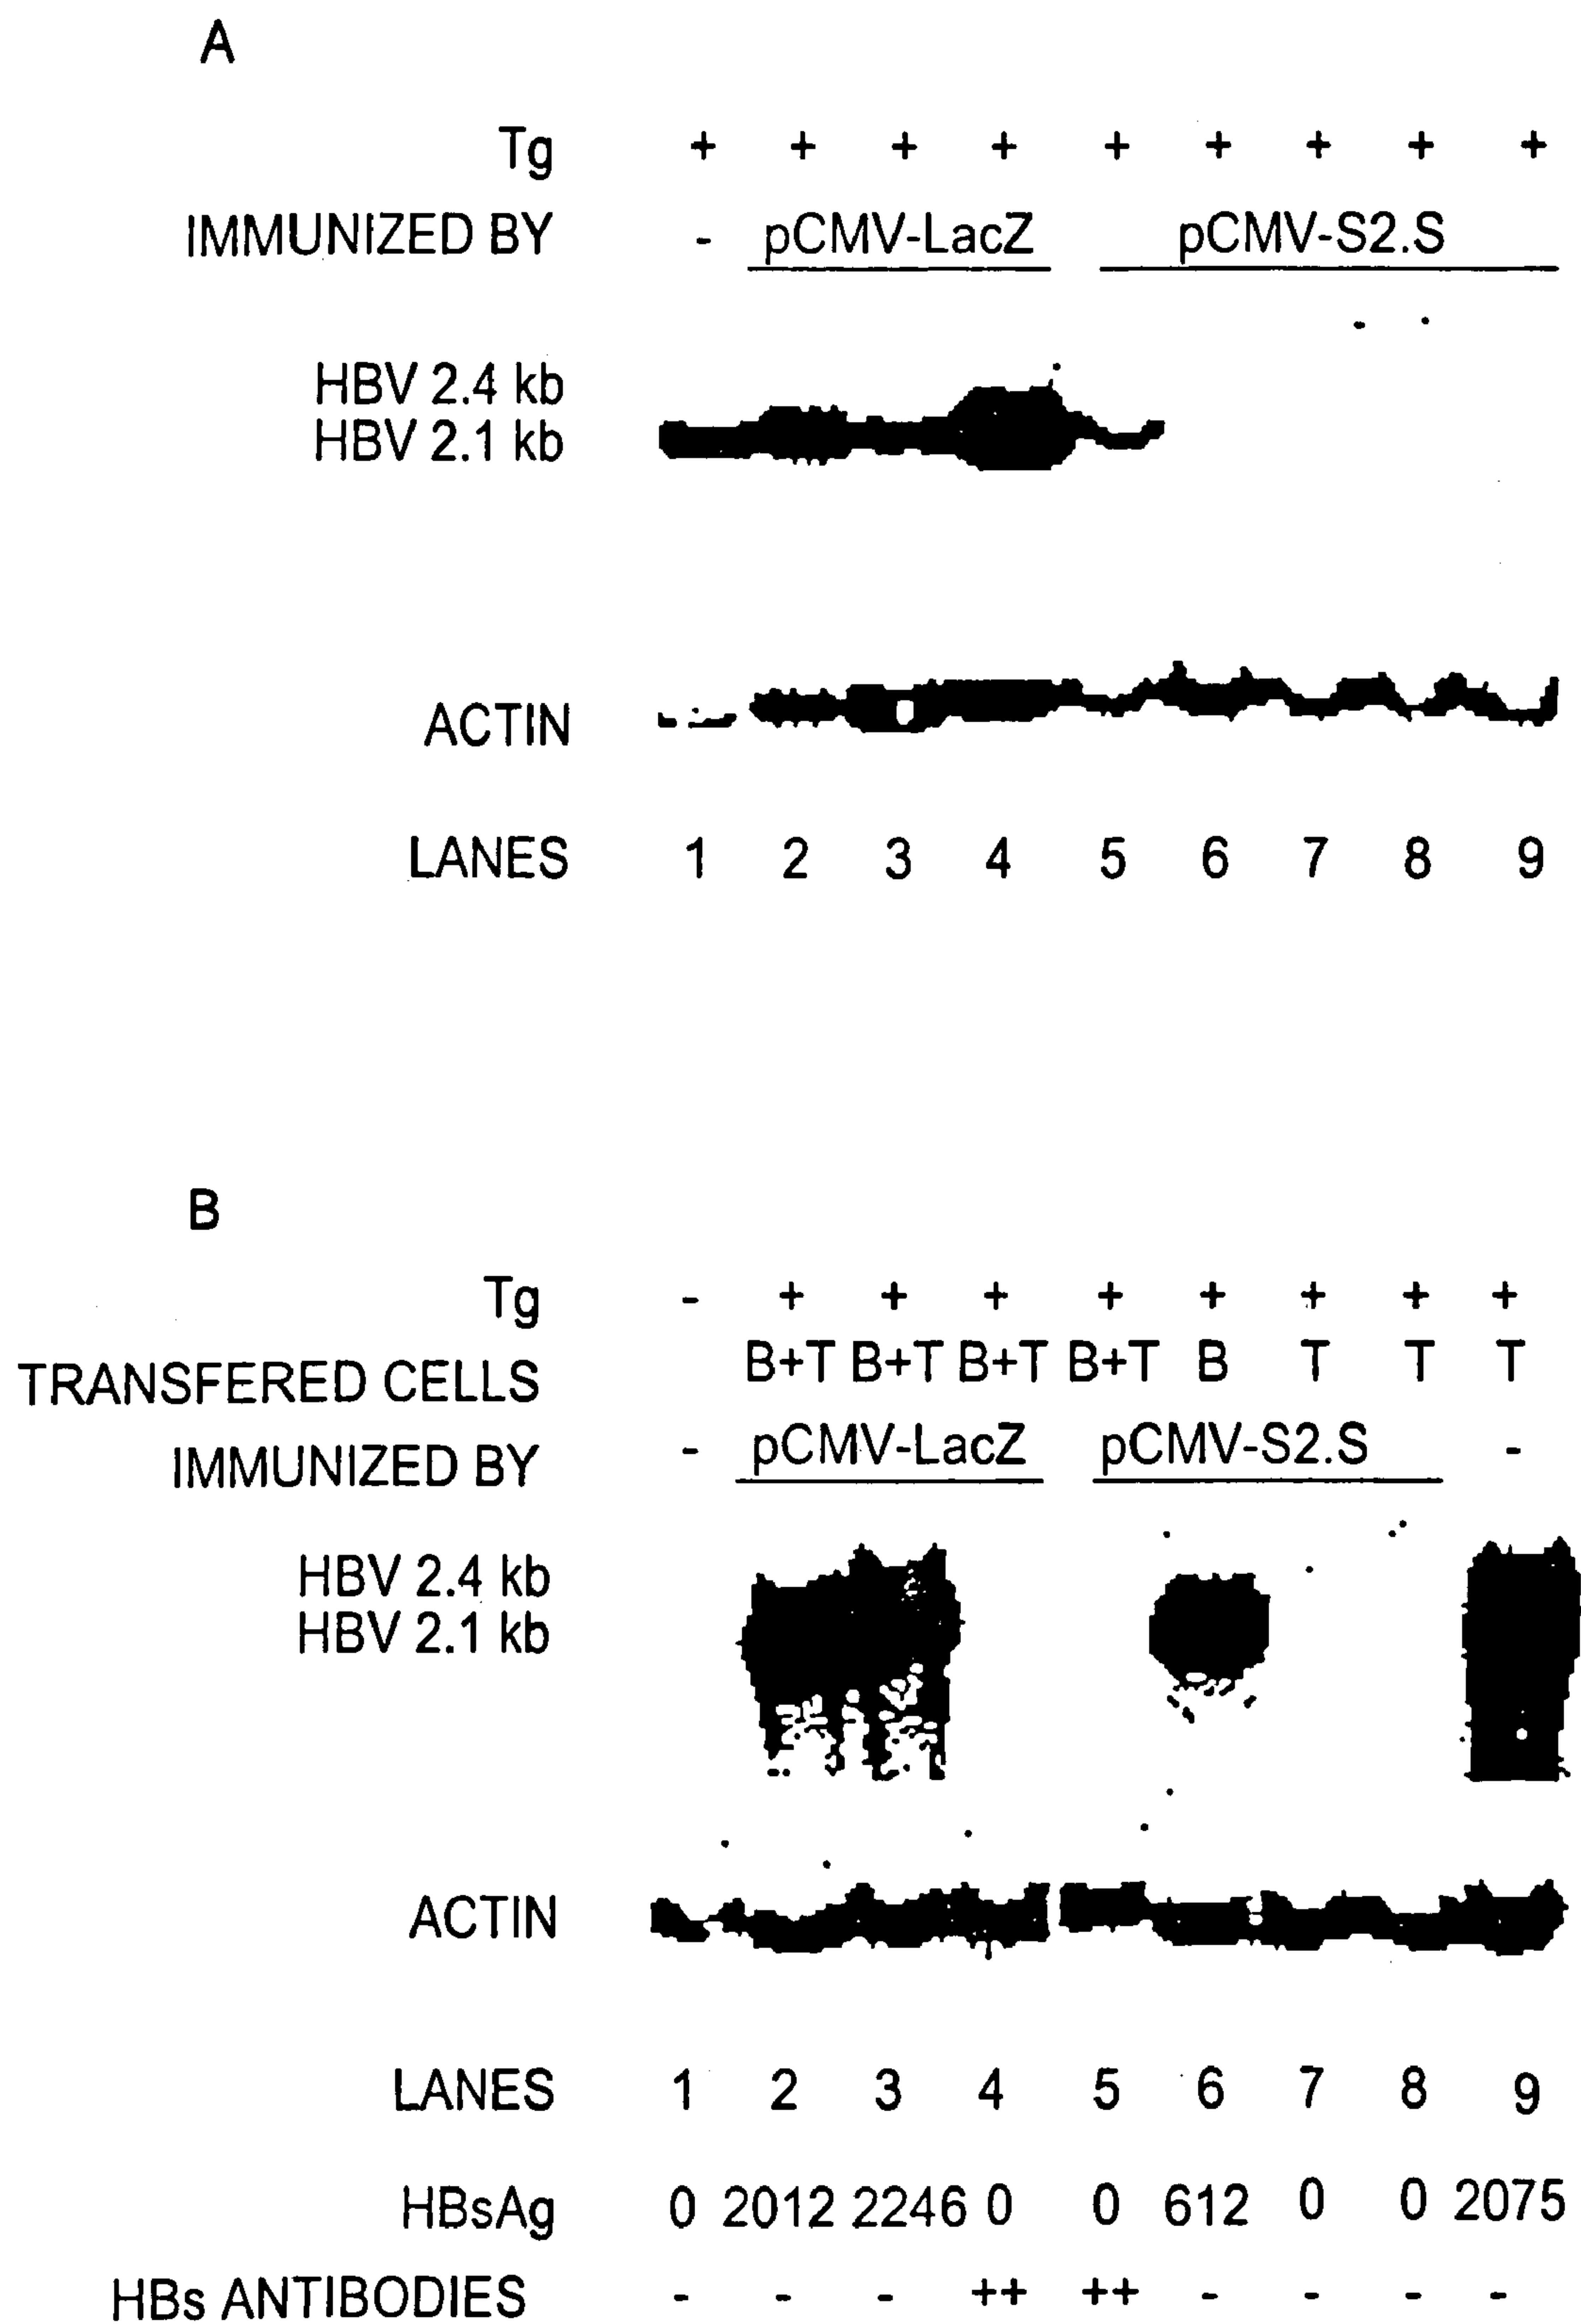 A
Tg + + + + + + + + +
IMMUNIZED BY - pCMV-LacZ pCMV-S2.S
HBV 2.4 kb
HBV 2.1 kb
ACTIN
LANES 1 2 3 4 5 6 7 8 9
B
Tg - + + + + + + + +
TRANSFERED CELLS B+T B+T B+T B+T B T T T
IMMUNIZED BY - pCMV-LacZ pCMV-S2.S -
HBV 2.4 kb
HBV 2.1 kb
ACTIN
LANES 1 2 3 4 5 6 7 8 9
HBsAg 0 2012 2246 0 0 612 0 0 2075
HBs ANTIBODIES - - - ++ ++ - - - -